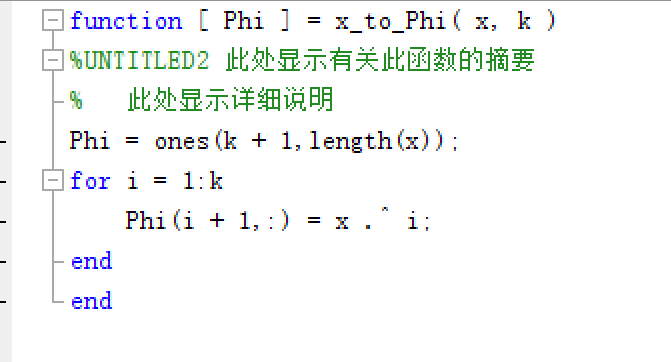 function [ Phi ] = x_to_Phi( x, k )
%UNTITLED2 此处显示有关此函数的摘要
%   此处显示详细说明
Phi = ones(k + 1,length(x));
for i = 1:k
    Phi(i + 1,:) = x .^ i;
end
end